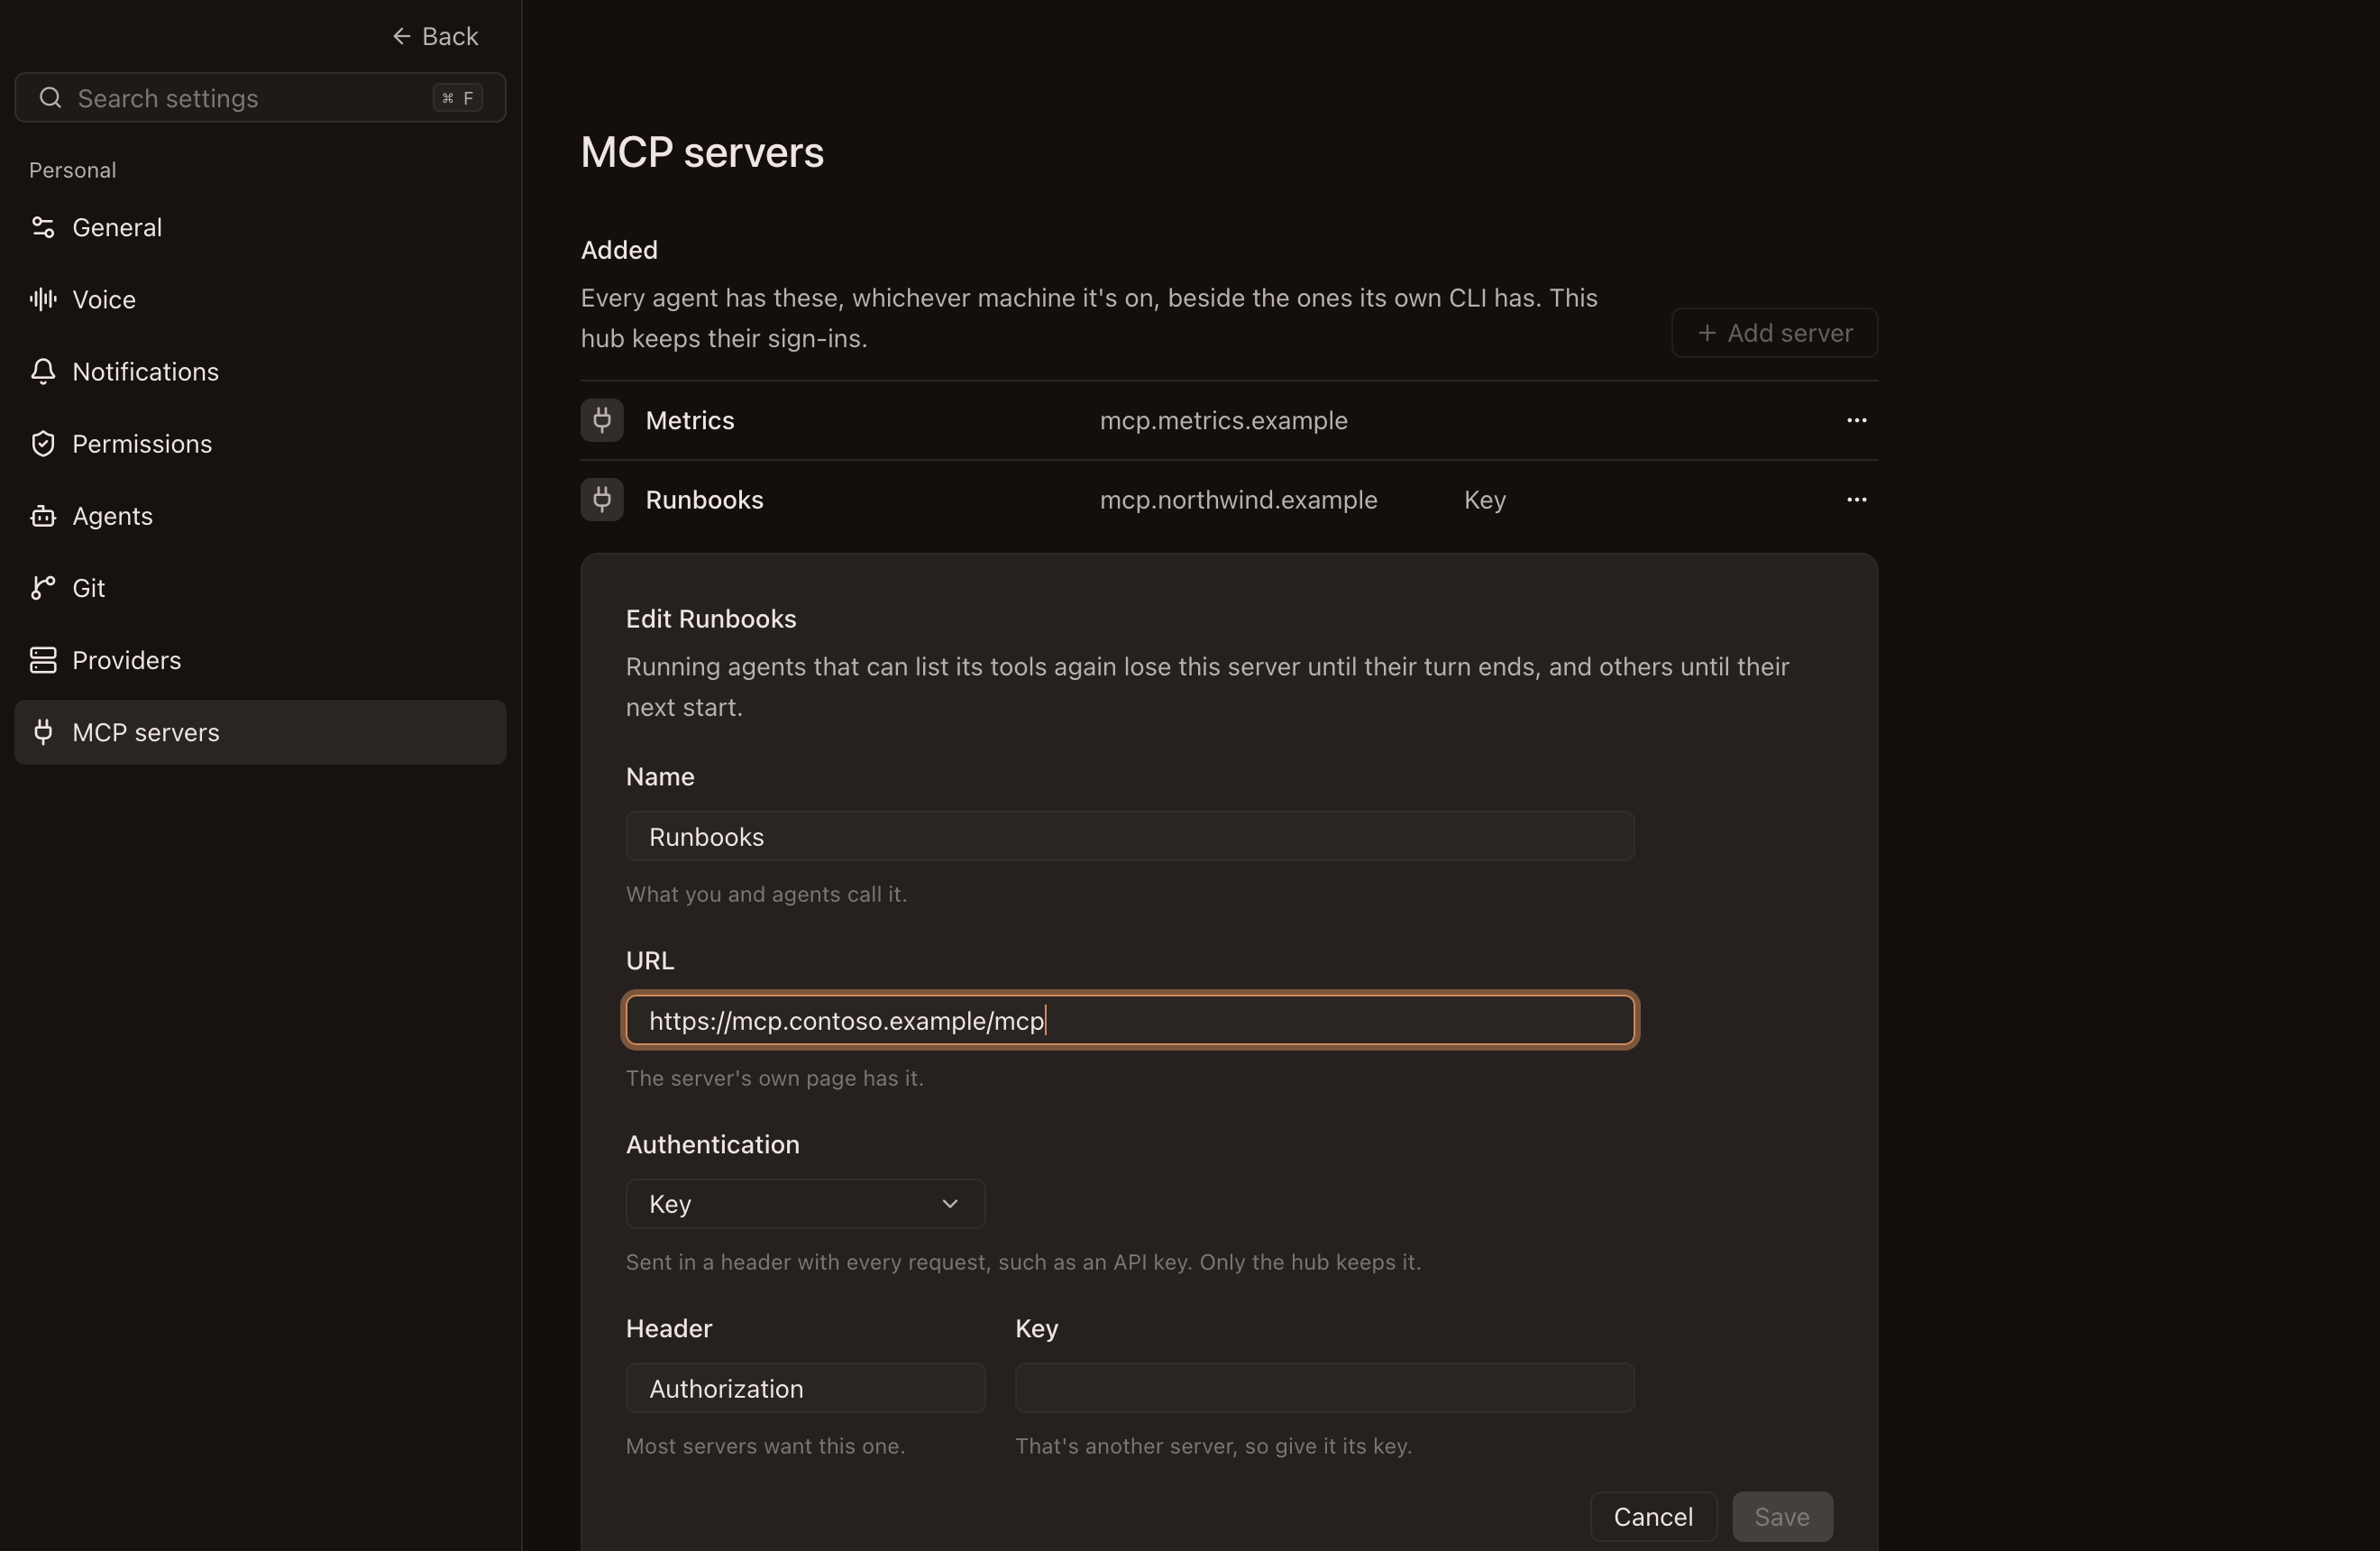 Back
Search settings
⌘ F
Personal
General
Voice
Notifications
Permissions
Agents
Git
Providers
MCP servers
MCP servers
Added
Every agent has these, whichever machine it's on, beside the ones its own CLI has. This
hub keeps their sign-ins.
Add server
Metrics mcp.metrics.example
Runbooks mcp.northwind.example Key
Edit Runbooks
Running agents that can list its tools again lose this server until their turn ends, and others until their
next start.
Name
Runbooks
What you and agents call it.
URL
https://mcp.contoso.example/mcp
The server's own page has it.
Authentication
Key
Sent in a header with every request, such as an API key. Only the hub keeps it.
Header Key
Authorization
Most servers want this one. That's another server, so give it its key.
Cancel Save